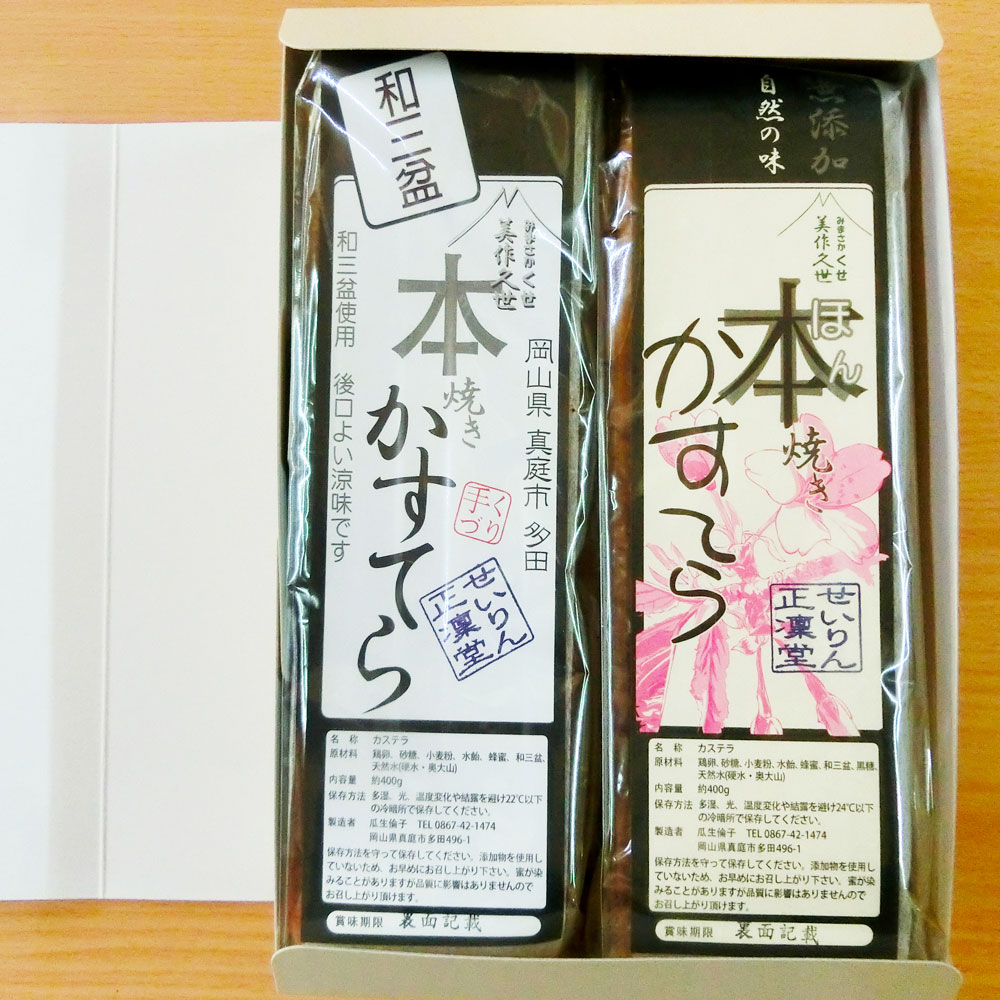 和三盆
みまさかくせ
美作久世
本
焼き
かすてら
和三盆使用 後口よい涼味です
岡山県 真庭市 多田
手づくり
せいりん
正凜堂
名 称 カステラ
原材料 鶏卵、砂糖、小麦粉、水飴、蜂蜜、和三盆、
天然水(硬水・奥大山)
内容量 約400g
保存方法 多湿、光、温度変化や結露を避け22℃以下
の冷暗所で保存してください。
製造者 瓜生倫子 TEL 0867-42-1474
岡山県真庭市多田496-1
保存方法を守って保存してください。添加物を使用し
ていないため、お早めにお召し上がり下さい。蜜が染
みることがありますが品質に影響はありませんので
お召し上がり頂けます。
賞味期限 裏面記載
無添加
自然の味
みまさかくせ
美作久世
ほん
本
焼き
かすてら
せいりん
正凜堂
名 称 カステラ
原材料 鶏卵、砂糖、小麦粉、水飴、蜂蜜、和三盆、黒糖、
天然水(硬水・奥大山)
内容量 約400g
保存方法 多湿、光、温度変化や結露を避け24℃以下
の冷暗所で保存してください。
製造者 瓜生倫子 TEL 0867-42-1474
岡山県真庭市多田496-1
保存方法を守って保存してください。添加物を使用し
ていないため、お早めにお召し上がり下さい。蜜が染
みることがありますが品質に影響はありませんので
お召し上がり頂けます。
賞味期限 裏面記載